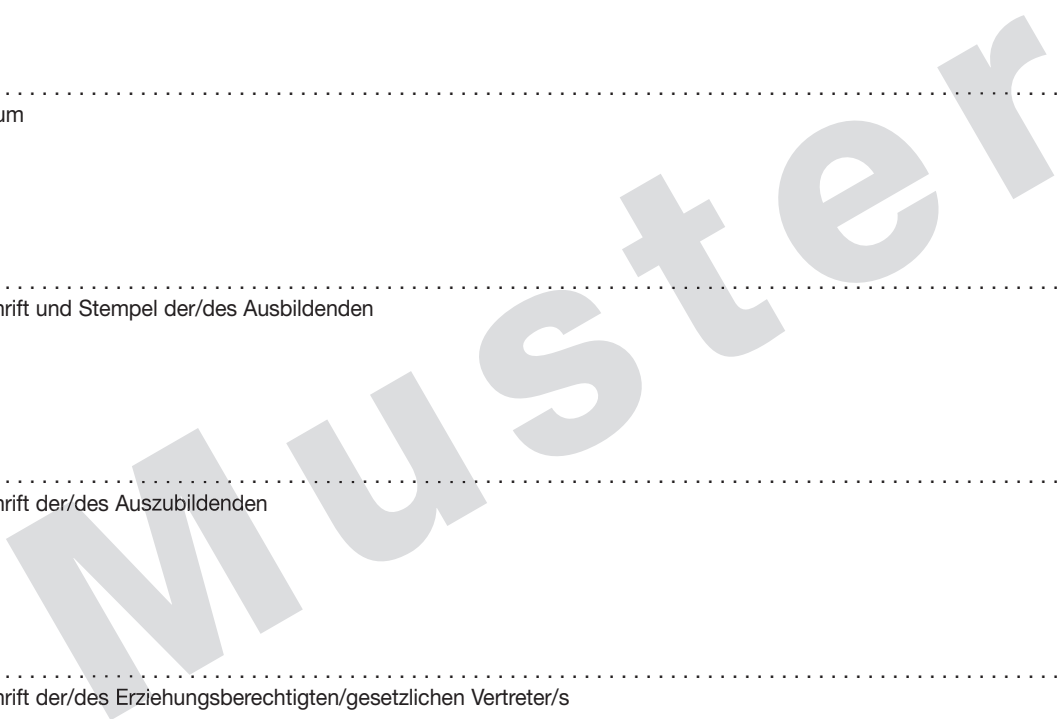 um
hrift und Stempel der/des Ausbildenden
hrift der/des Auszubildenden
hrift der/des Erziehungsberechtigten/gesetzlichen Vertreter/s
Muster